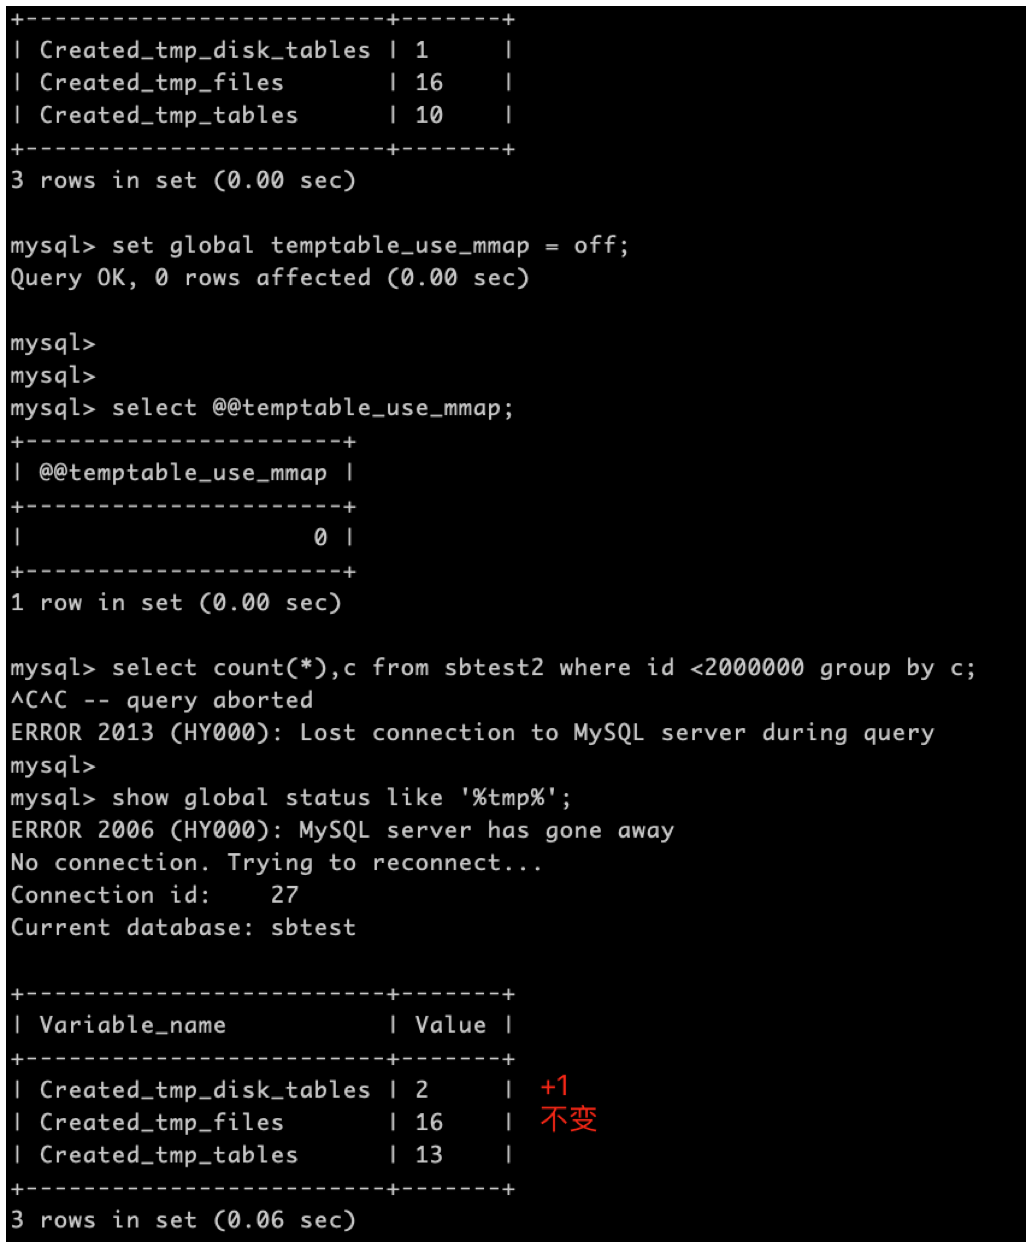 +-------------------------+-------+
| Created_tmp_disk_tables | 1     |
| Created_tmp_files       | 16    |
| Created_tmp_tables      | 10    |
+-------------------------+-------+
3 rows in set (0.00 sec)
mysql> set global temptable_use_mmap = off;
Query OK, 0 rows affected (0.00 sec)
mysql>
mysql>
mysql> select @@temptable_use_mmap;
+----------------------+
| @@temptable_use_mmap |
+----------------------+
|                    0 |
+----------------------+
1 row in set (0.00 sec)
mysql> select count(*),c from sbtest2 where id <2000000 group by c;
^C^C -- query aborted
ERROR 2013 (HY000): Lost connection to MySQL server during query
mysql>
mysql> show global status like '%tmp%';
ERROR 2006 (HY000): MySQL server has gone away
No connection. Trying to reconnect...
Connection id:    27
Current database: sbtest
+-------------------------+-------+
| Variable_name           | Value |
+-------------------------+-------+
| Created_tmp_disk_tables | 2     | +1
| Created_tmp_files       | 16    | 不变
| Created_tmp_tables      | 13    |
+-------------------------+-------+
3 rows in set (0.06 sec)